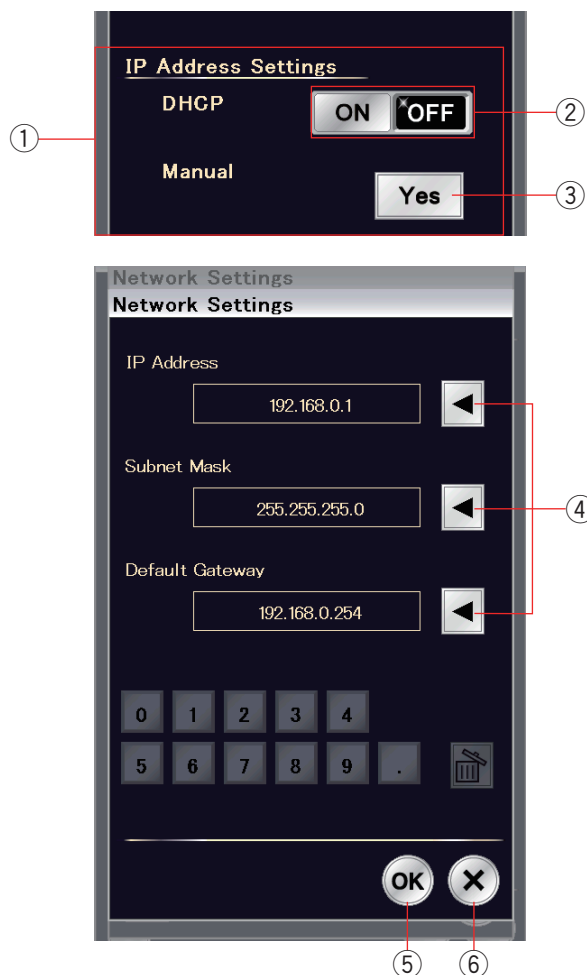 IP Address Settings
DHCP
ON OFF
②
①
Manual
Yes
③
Network Settings
Network Settings
IP Address
192.168.0.1
Subnet Mask
255.255.255.0
④
Default Gateway
192.168.0.254
0 1 2 3 4
5 6 7 8 9 .
OK
⑤ ⑥